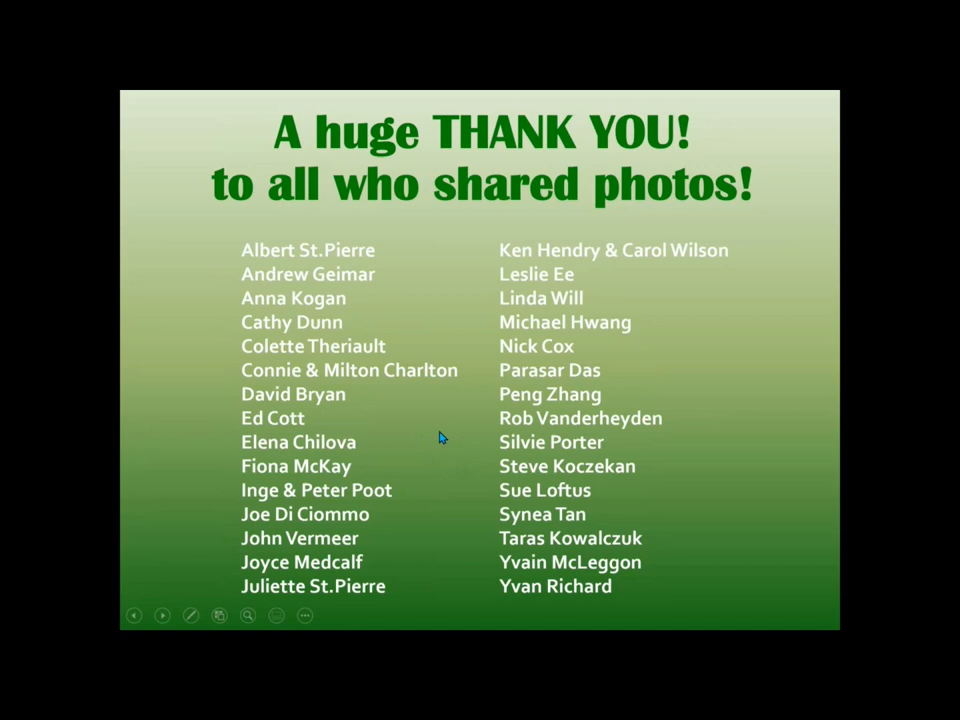 A huge THANK YOU!
to all who shared photos!
Albert St.Pierre
Andrew Geimar
Anna Kogan
Cathy Dunn
Colette Theriault
Connie & Milton Charlton
David Bryan
Ed Cott
Elena Chilova
Fiona McKay
Inge & Peter Poot
Joe Di Ciommo
John Vermeer
Joyce Medcalf
Juliette St.Pierre
Ken Hendry & Carol Wilson
Leslie Ee
Linda Will
Michael Hwang
Nick Cox
Parasar Das
Peng Zhang
Rob Vanderheyden
Silvie Porter
Steve Koczekan
Sue Loftus
Synea Tan
Taras Kowalczuk
Yvain McLeggon
Yvan Richard